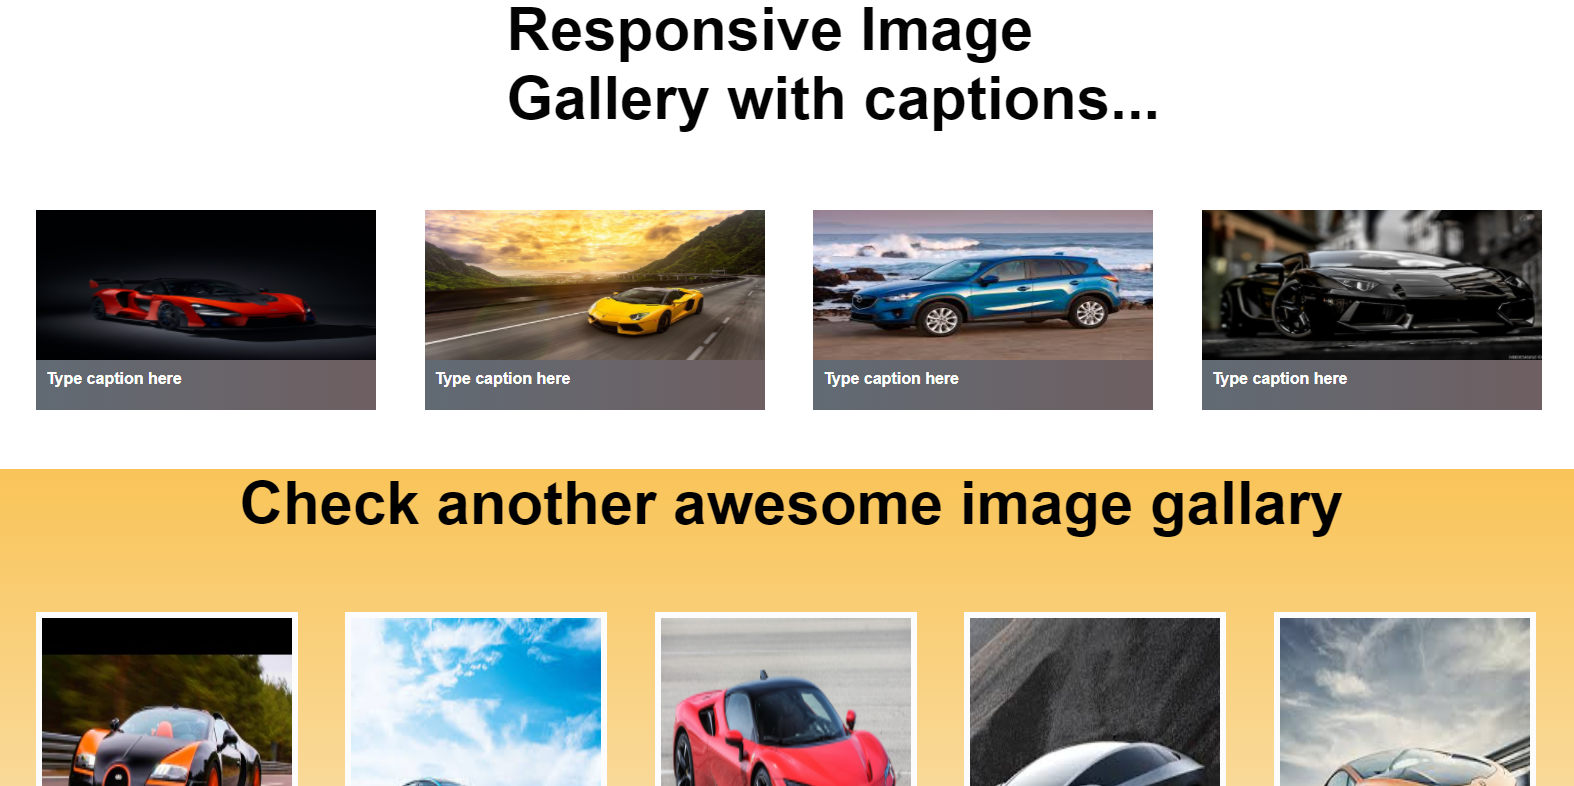 Responsive Image
Gallery with captions...
Type caption here
Type caption here
Type caption here
Type caption here
Check another awesome image gallary